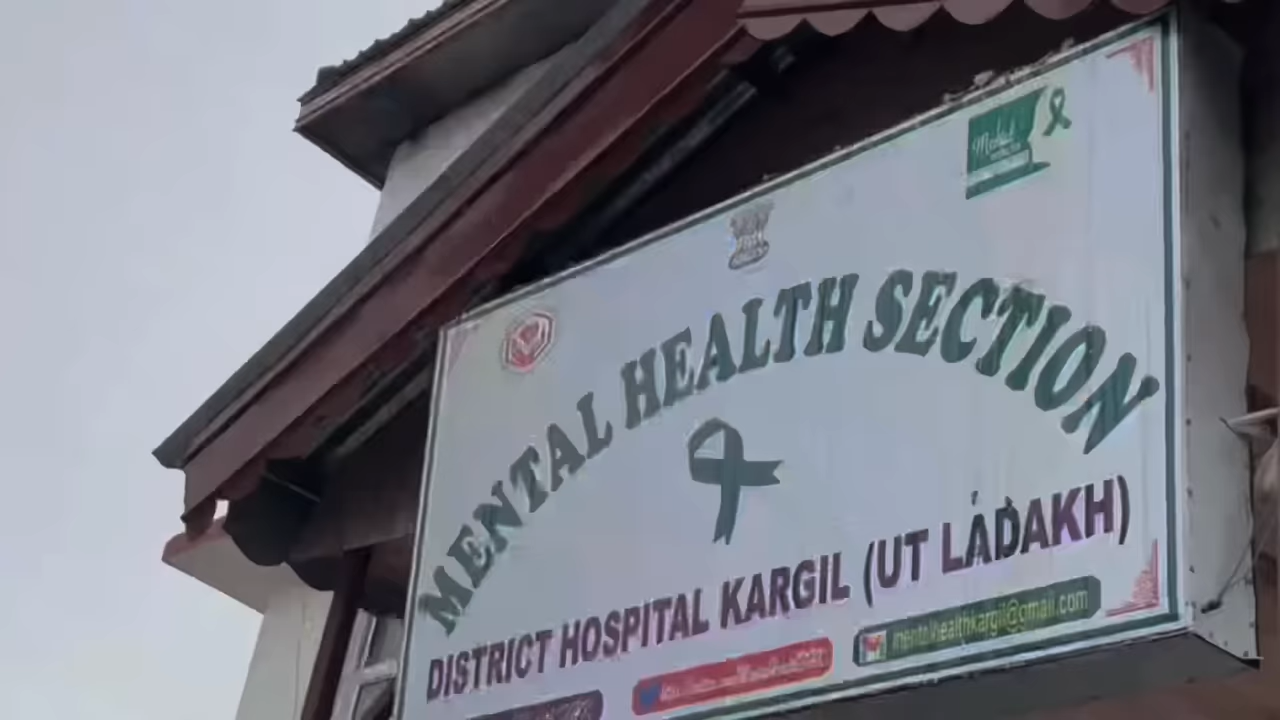 MENTAL HEALTH SECTION
DISTRICT HOSPITAL KARGIL (UT LADAKH)
mentalhealthkargil@gmail.com